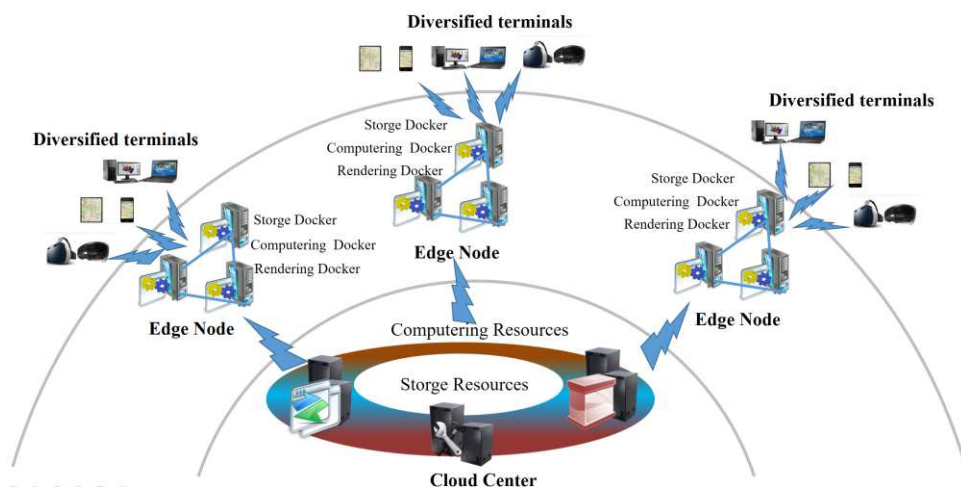 Diversified terminals
Storge Docker
Computering Docker
Rendering Docker
Edge Node
Diversified terminals
Storge Docker
Computering Docker
Rendering Docker
Edge Node
Diversified terminals
Storge Docker
Computering Docker
Rendering Docker
Edge Node
Computering Resources
Storge Resources
Cloud Center